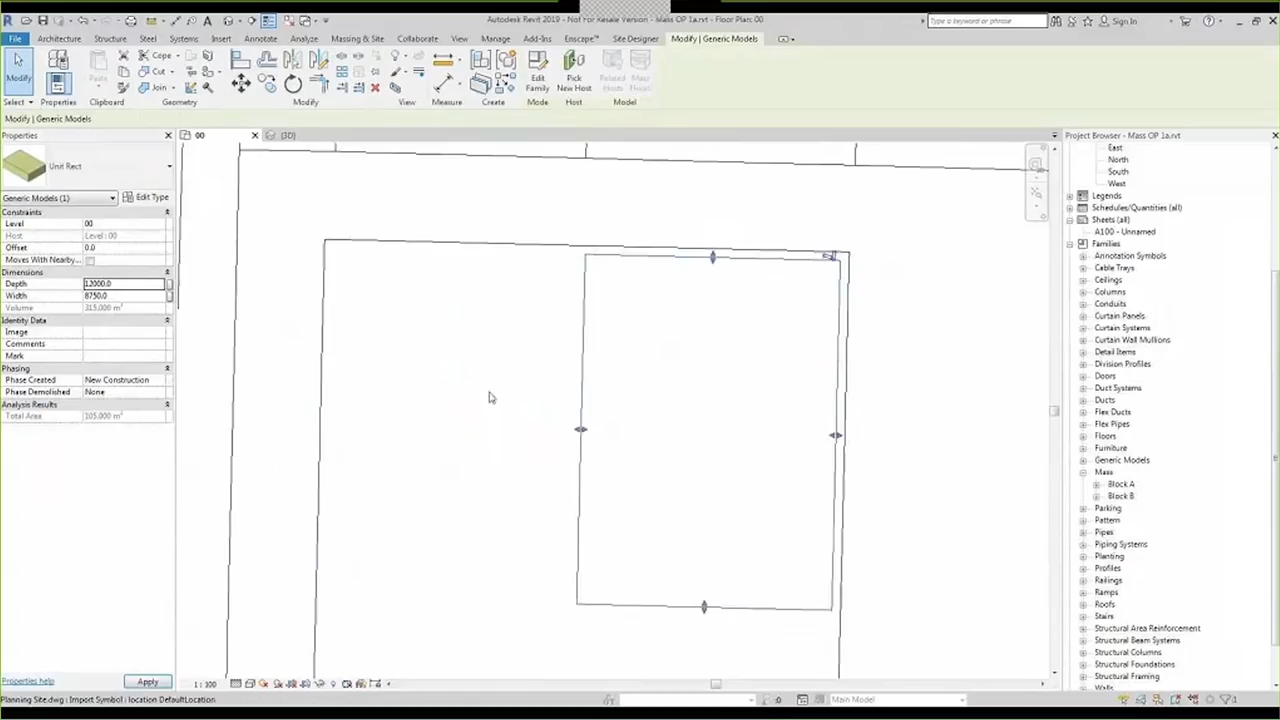 Autodesk Revit 2019 - Not For Resale Version - Mass OP 1a.rvt - Floor Plan: 00
Type a keyword or phrase
Sign In
File Architecture Structure Steel Systems Insert Annotate Analyze Massing & Site Collaborate View Manage Add-Ins Enscape™ Site Designer Modify | Generic Models
Modify
Paste
Cope
Cut
Join
Edit Family
Pick New Host
Related Hosts
Mass Floors
Select Properties Clipboard Geometry Modify View Measure Create Mode Host Model
Modify | Generic Models
Properties
00
{3D}
Project Browser - Mass OP 1a.rvt
Unit Rect
Generic Models (1)
Edit Type
Constraints
Level 00
Host Level : 00
Offset 0.0
Moves With Nearby...
Dimensions
Depth 12000.0
Width 8750.0
Volume 315.000 m³
Identity Data
Image
Comments
Mark
Phasing
Phase Created New Construction
Phase Demolished None
Analysis Results
Total Area 105.000 m²
Properties help
Apply
East
North
South
West
Legends
Schedules/Quantities (all)
Sheets (all)
A100 - Unnamed
Families
Annotation Symbols
Cable Trays
Ceilings
Columns
Conduits
Curtain Panels
Curtain Systems
Curtain Wall Mullions
Detail Items
Division Profiles
Doors
Duct Systems
Ducts
Flex Ducts
Flex Pipes
Floors
Furniture
Generic Models
Mass
Block A
Block B
Parking
Pattern
Pipes
Piping Systems
Planting
Profiles
Railings
Ramps
Roofs
Stairs
Structural Area Reinforcement
Structural Beam Systems
Structural Columns
Structural Foundations
Structural Framing
Walls
1 : 100
Planning Site.dwg : Import Symbol : location DefaultLocation
:0
Main Model
:1